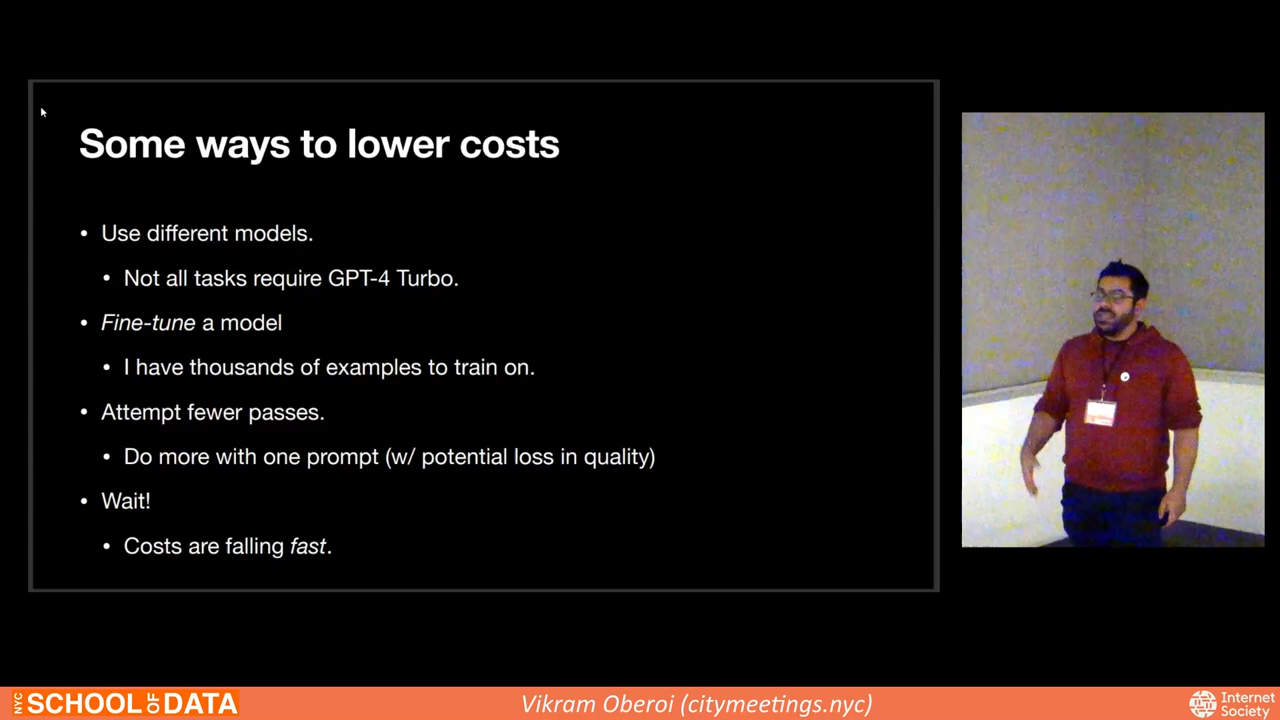 Some ways to lower costs
• Use different models.
• Not all tasks require GPT-4 Turbo.
• Fine-tune a model
• I have thousands of examples to train on.
• Attempt fewer passes.
• Do more with one prompt (w/ potential loss in quality)
• Wait!
• Costs are falling fast.
NYC SCHOOL OF DATA
Vikram Oberoi (citymeetings.nyc)
Internet
Society